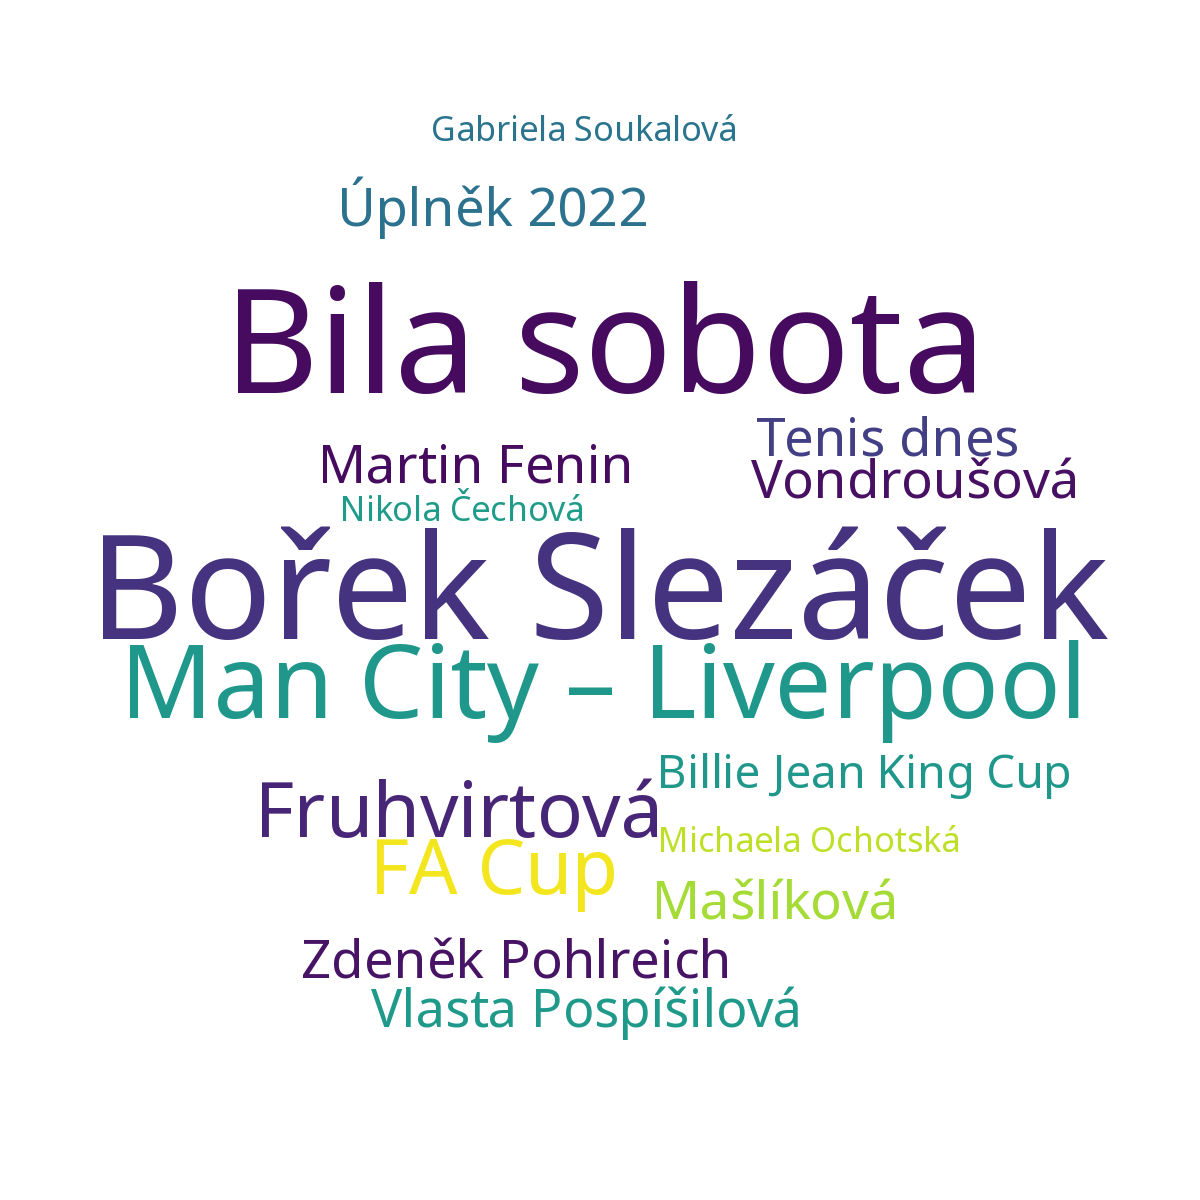 Gabriela Soukalová
Úplněk 2022
Bila sobota
Tenis dnes
Martin Fenin
Vondroušová
Nikola Čechová
Bořek Slezáček
Man City – Liverpool
Billie Jean King Cup
Fruhvirtová
Michaela Ochotská
FA Cup
Mašlíková
Zdeněk Pohlreich
Vlasta Pospíšilová